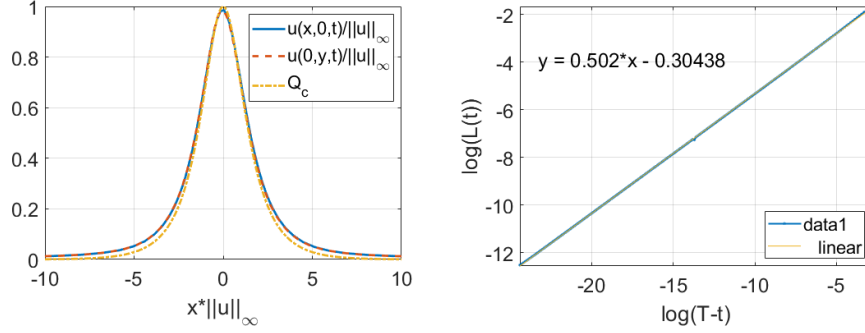 1
0.8
0.6
0.4
0.2
0
-10
-5
0
5
10
x*||u||∞
u(x,0,t)/||u||∞
u(0,y,t)/||u||∞
Q_c
-2
-4
-6
-8
-10
-12
-20
-15
-10
-5
log(T-t)
log(L(t))
y = 0.502*x - 0.30438
data1
linear